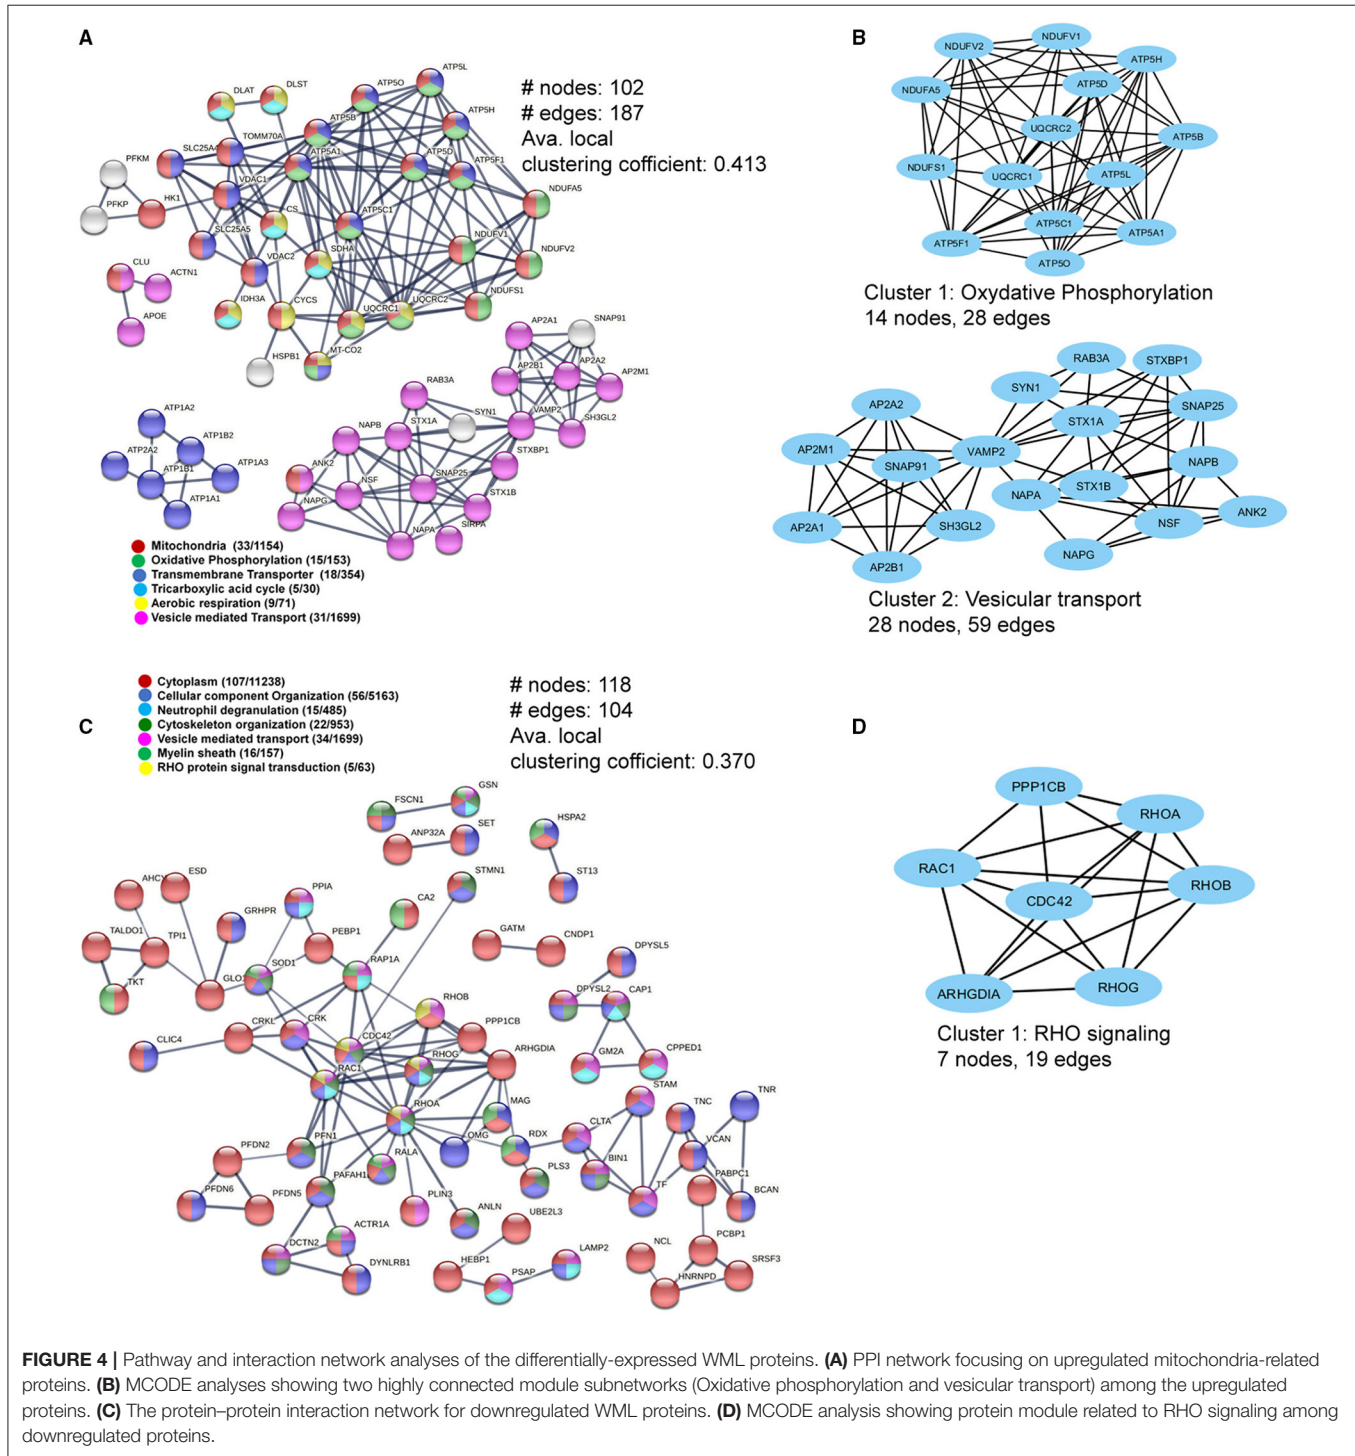 A
# nodes: 102
# edges: 187
Ava. local
clustering cofficient: 0.413
DLAT
DLST
ATP5O
ATP5L
ATP5B
ATP5H
TOMM70A
SLC25A4
ATP5A1
ATP5D
ATP5F1
PFKM
VDAC1
NDUFA5
PFKP
HK1
CS
ATP5C1
SLC25A5
SDHA
NDUFV1
NDUFV2
VDAC2
CLU
ACTN1
IDH3A
CYCS
UQCRC1
UQCRC2
NDUFS1
APOE
HSPB1
MT-CO2
AP2A1
SNAP91
AP2B1
AP2A2
AP2M1
RAB3A
SYN1
VAMP2
SH3GL2
NAPB
STX1A
STXBP1
ATP1A2
ATP1B2
ATP2A2
ATP1B1
ATP1A3
ATP1A1
ANK2
NSF
SNAP25
STX1B
NAPG
NAPA
SIRPA
Mitochondria (33/1154)
Oxidative Phosphorylation (15/153)
Transmembrane Transporter (18/354)
Tricarboxylic acid cycle (5/30)
Aerobic respiration (9/71)
Vesicle mediated Transport (31/1699)
B
NDUFV2
NDUFV1
ATP5H
NDUFA5
ATP5D
UQCRC2
ATP5B
NDUFS1
UQCRC1
ATP5L
ATP5C1
ATP5F1
ATP5A1
ATP5O
Cluster 1: Oxydative Phosphorylation
14 nodes, 28 edges
RAB3A
STXBP1
SYN1
AP2A2
SNAP25
STX1A
AP2M1
VAMP2
SNAP91
NAPB
STX1B
NAPA
AP2A1
SH3GL2
NSF
ANK2
NAPG
AP2B1
Cluster 2: Vesicular transport
28 nodes, 59 edges
C
Cytoplasm (107/11238)
Cellular component Organization (56/5163)
Neutrophil degranulation (15/485)
Cytoskeleton organization (22/953)
Vesicle mediated transport (34/1699)
Myelin sheath (16/157)
RHO protein signal transduction (5/63)
# nodes: 118
# edges: 104
Ava. local
clustering cofficient: 0.370
FSCN1
GSN
ANP32A
SET
HSPA2
ST13
AHCY
ESD
PPIA
STMN1
GRHPR
CA2
TALDO1
TPI1
PEBP1
GATM
CNDP1
DPYSL5
TKT
GLO1
SOD1
RAP1A
DPYSL2
CAP1
RHOB
CRKL
CRK
CDC42
PPP1CB
CLIC4
RHOG
ARHGDIA
GM2A
CPPED1
RAC1
RHOA
MAG
STAM
TNC
TNR
OMG
RDX
CLTA
VCAN
PFDN2
PFN1
RALA
PLS3
BIN1
PABPC1
PFDN6
PFDN5
PAFAH1
TF
BCAN
PLIN3
ANLN
ACTR1A
UBE2L3
DCTN2
DYNLRB1
HEBP1
LAMP2
NCL
PCBP1
PSAP
HNRNPD
SRSF3
D
PPP1CB
RHOA
RAC1
RHOB
CDC42
ARHGDIA
RHOG
Cluster 1: RHO signaling
7 nodes, 19 edges
FIGURE 4 | Pathway and interaction network analyses of the differentially-expressed WML proteins. (A) PPI network focusing on upregulated mitochondria-related
proteins. (B) MCODE analyses showing two highly connected module subnetworks (Oxidative phosphorylation and vesicular transport) among the upregulated
proteins. (C) The protein–protein interaction network for downregulated WML proteins. (D) MCODE analysis showing protein module related to RHO signaling among
downregulated proteins.